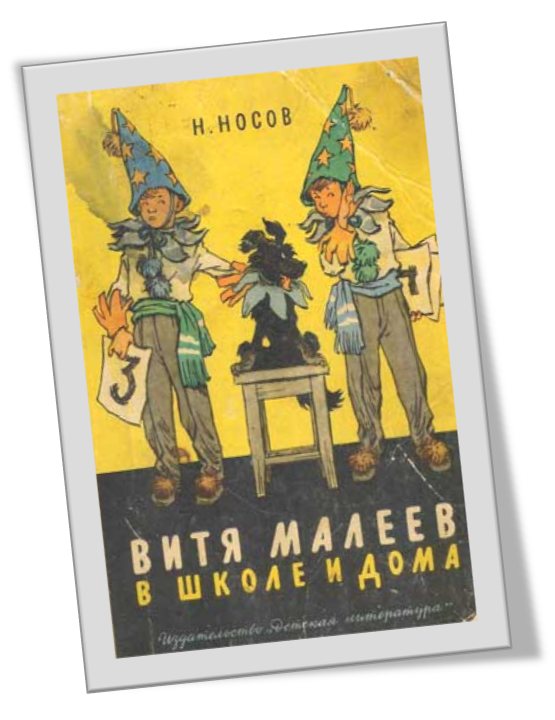 Н. НОСОВ
3
ВИТЯ МАЛЕЕВ
В ШКОЛЕ И ДОМА
Издательство „Детская литература“